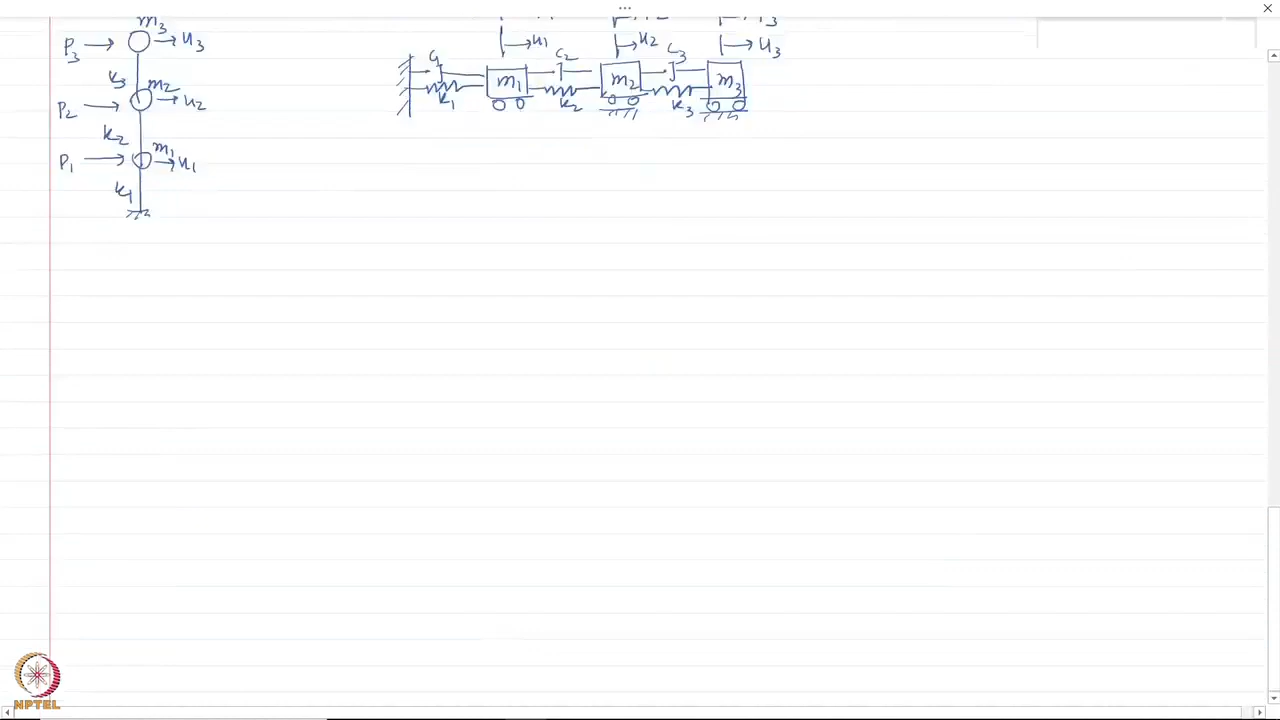 m3
P3 u3
k3 m2
P2 u2
k2
P1 m1 u1
k1
u1 u2 u3
c1 c2 c3
m1 m2 m3
k1 k2 k3
NPTEL